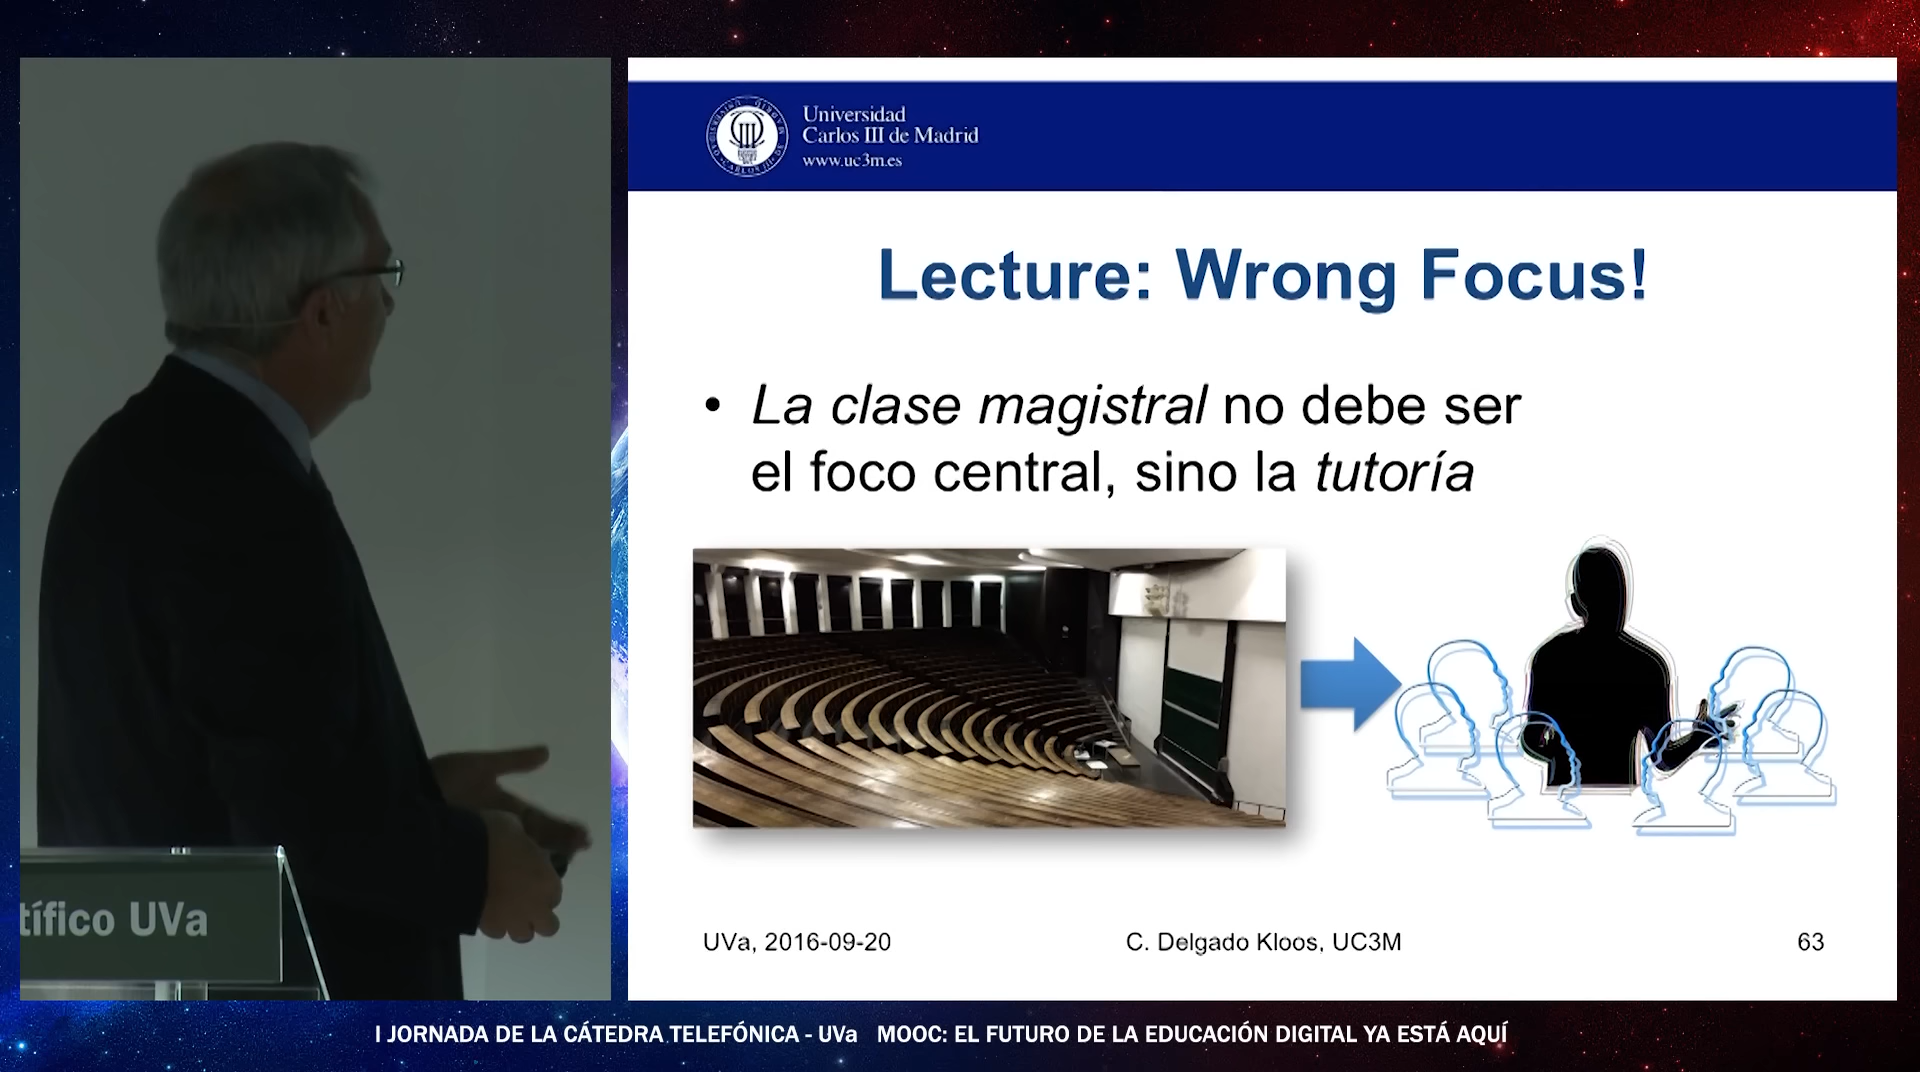 Universidad
Carlos III de Madrid
www.uc3m.es
Lecture: Wrong Focus!
• La clase magistral no debe ser
el foco central, sino la tutoría
UVa, 2016-09-20
C. Delgado Kloos, UC3M
63
tífico UVa
I JORNADA DE LA CÁTEDRA TELEFÓNICA - UVa MOOC: EL FUTURO DE LA EDUCACIÓN DIGITAL YA ESTÁ AQUÍ